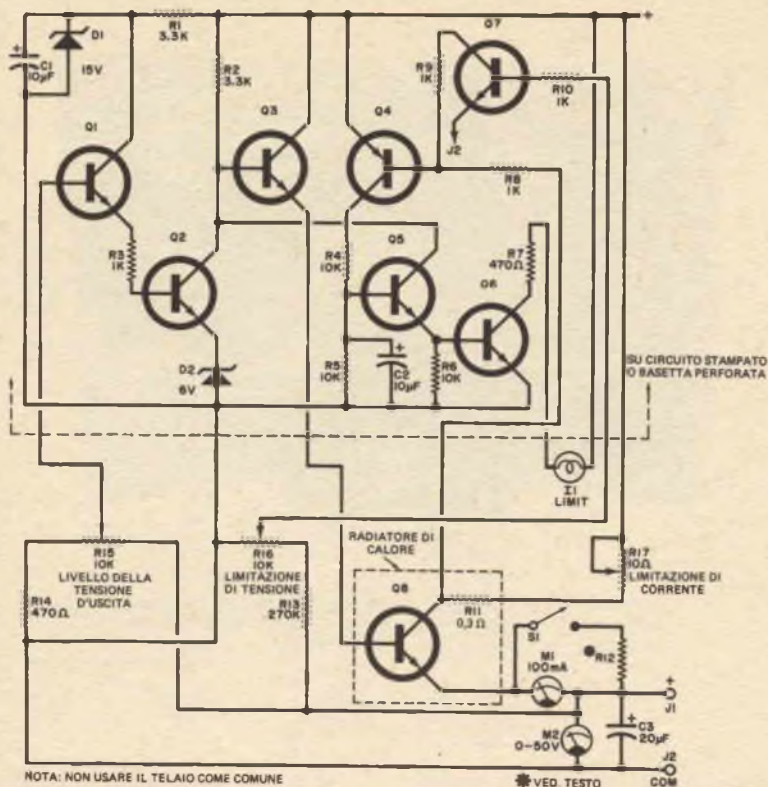 +
R1
3.3K
D1
+
C1
10µF
15V
R2
3.3K
Q1
Q3
Q4
Q7
R9
1K
R10
1K
J2
R8
1K
R3
1K
Q2
R4
10K
Q5
R7
470Ω
Q6
D2
6V
R5
10K
+
C2
10µF
R6
10K
SU CIRCUITO STAMPATO
O BASETTA PERFORATA
I1
LIMIT
R15
10K
LIVELLO DELLA
TENSIONE
D'USCITA
R14
470Ω
R16
10K
LIMITAZIONE
DI TENSIONE
R13
270K
RADIATORE DI
CALORE
Q8
R11
0,3 Ω
R17
10Ω
LIMITAZIONE DI
CORRENTE
S1
R12
M1
100mA
+
J1
M2
0-50V
+
C3
20µF
J2
COM
NOTA: NON USARE IL TELAIO COME COMUNE
✱ VED. TESTO